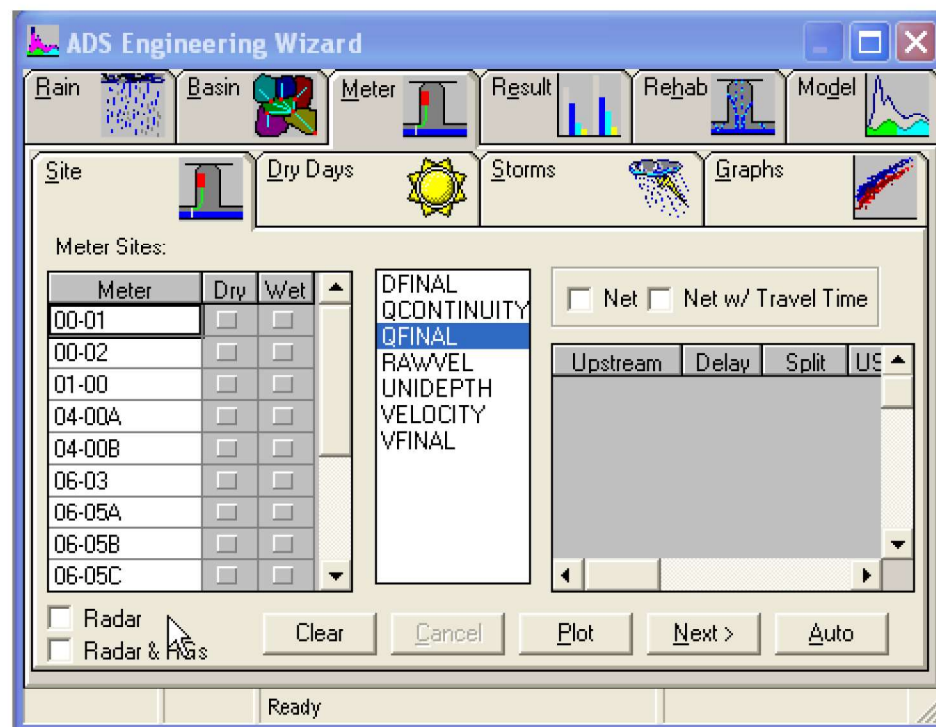 ADS Engineering Wizard
Rain Basin Meter Result Rehab Model
Site Dry Days Storms Graphs
Meter Sites:
Meter Dry Wet
00-01
00-02
01-00
04-00A
04-00B
06-03
06-05A
06-05B
06-05C
DFINAL
QCONTINUITY
QFINAL
RAWVEL
UNIDEPTH
VELOCITY
VFINAL
Net Net w/ Travel Time
Upstream Delay Split US
Radar
Radar &
Clear Cancel Plot Next > Auto
Ready